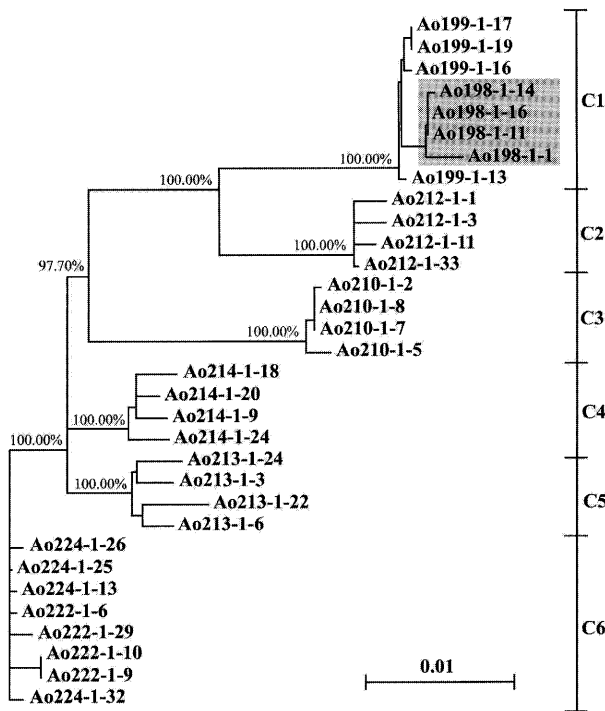 Ao199-1-17
Ao199-1-19
Ao199-1-16
Ao198-1-14
C1
Ao198-1-16
Ao198-1-11
Ao198-1-1
100.00%
Ao199-1-13
100.00%
Ao212-1-1
Ao212-1-3
C2
Ao212-1-11
100.00%
Ao212-1-33
97.70%
Ao210-1-2
Ao210-1-8
C3
Ao210-1-7
100.00%
Ao210-1-5
Ao214-1-18
Ao214-1-20
C4
Ao214-1-9
100.00%
Ao214-1-24
100.00%
Ao213-1-24
Ao213-1-3
100.00%
C5
Ao213-1-22
Ao213-1-6
Ao224-1-26
Ao224-1-25
Ao224-1-13
Ao222-1-6
C6
Ao222-1-29
Ao222-1-10
0.01
Ao222-1-9
Ao224-1-32